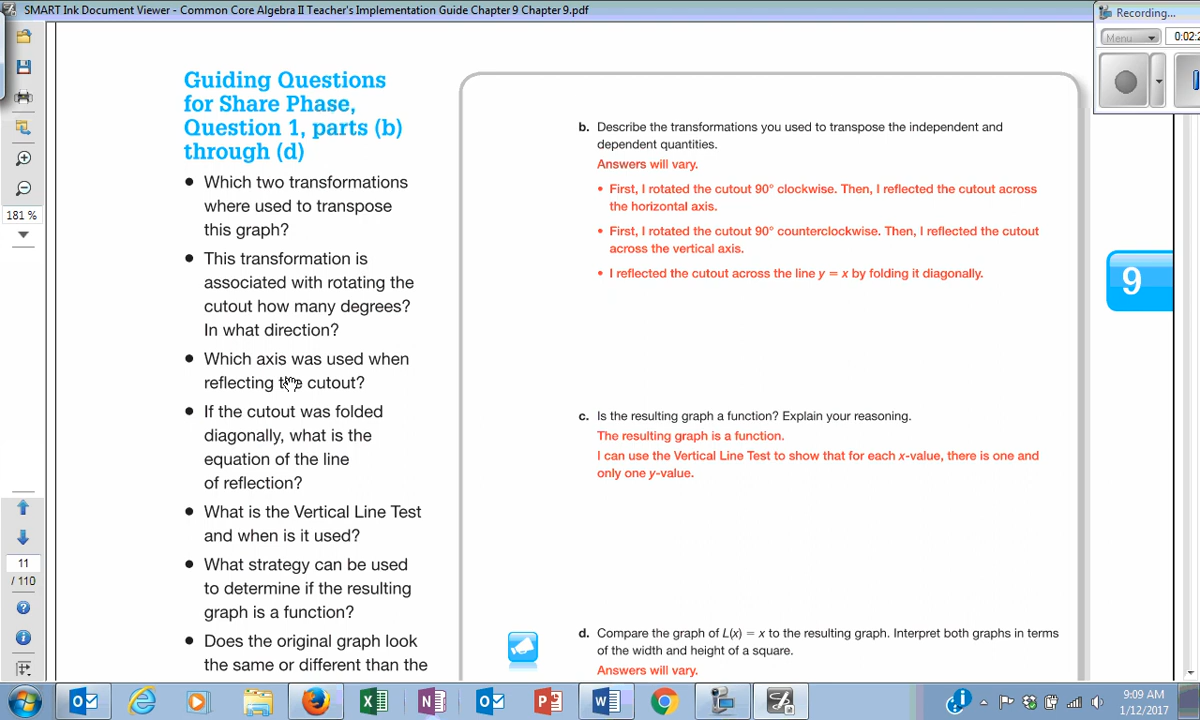 SMART Ink Document Viewer - Common Core Algebra II Teacher's Implementation Guide Chapter 9 Chapter 9.pdf
Recording...
Menu
0:02:2
Guiding Questions
for Share Phase,
Question 1, parts (b)
through (d)
• Which two transformations
where used to transpose
this graph?
• This transformation is
associated with rotating the
cutout how many degrees?
In what direction?
• Which axis was used when
reflecting the cutout?
• If the cutout was folded
diagonally, what is the
equation of the line
of reflection?
• What is the Vertical Line Test
and when is it used?
• What strategy can be used
to determine if the resulting
graph is a function?
• Does the original graph look
the same or different than the
b. Describe the transformations you used to transpose the independent and
dependent quantities.
Answers will vary.
• First, I rotated the cutout 90° clockwise. Then, I reflected the cutout across
the horizontal axis.
• First, I rotated the cutout 90° counterclockwise. Then, I reflected the cutout
across the vertical axis.
• I reflected the cutout across the line y = x by folding it diagonally.
c. Is the resulting graph a function? Explain your reasoning.
The resulting graph is a function.
I can use the Vertical Line Test to show that for each x-value, there is one and
only one y-value.
d. Compare the graph of L(x) = x to the resulting graph. Interpret both graphs in terms
of the width and height of a square.
Answers will vary.
9
181 %
11
/ 110
9:09 AM
1/12/2017